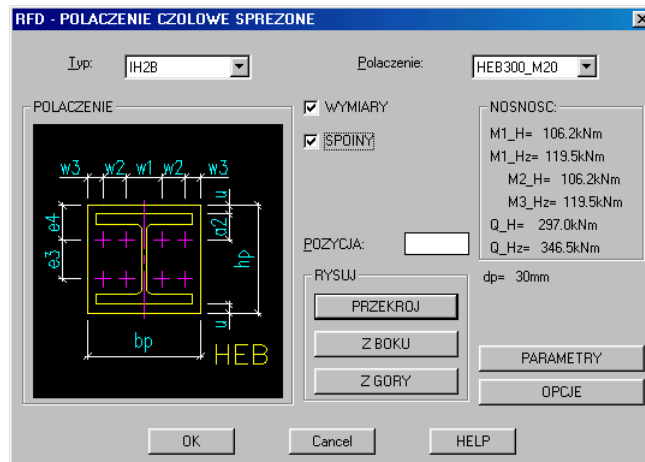 RFD - POLACZENIE CZOLOWE SPREZONE
Typ: IH2B Polaczenie: HEB300_M20
POLACZENIE
WYMIARY
SPOINY
NOSNOSC:
M1_H= 106.2kNm
M1_Hz= 119.5kNm
M2_H= 106.2kNm
M3_Hz= 119.5kNm
Q_H= 297.0kNm
Q_Hz= 346.5kNm
w3 w2 w1 w2 w3
u
e4
a2
e3
hp
u
bp
HEB
POZYCJA:
dp= 30mm
RYSUJ
PRZEKROJ
Z BOKU
Z GORY
PARAMETRY
OPCJE
OK Cancel HELP